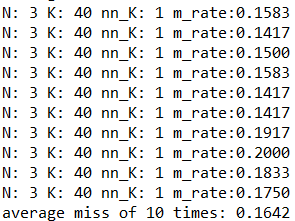 N: 3 K: 40 nn_K: 1 m_rate:0.1583
N: 3 K: 40 nn_K: 1 m_rate:0.1417
N: 3 K: 40 nn_K: 1 m_rate:0.1500
N: 3 K: 40 nn_K: 1 m_rate:0.1583
N: 3 K: 40 nn_K: 1 m_rate:0.1417
N: 3 K: 40 nn_K: 1 m_rate:0.1417
N: 3 K: 40 nn_K: 1 m_rate:0.1917
N: 3 K: 40 nn_K: 1 m_rate:0.2000
N: 3 K: 40 nn_K: 1 m_rate:0.1833
N: 3 K: 40 nn_K: 1 m_rate:0.1750
average miss of 10 times: 0.1642